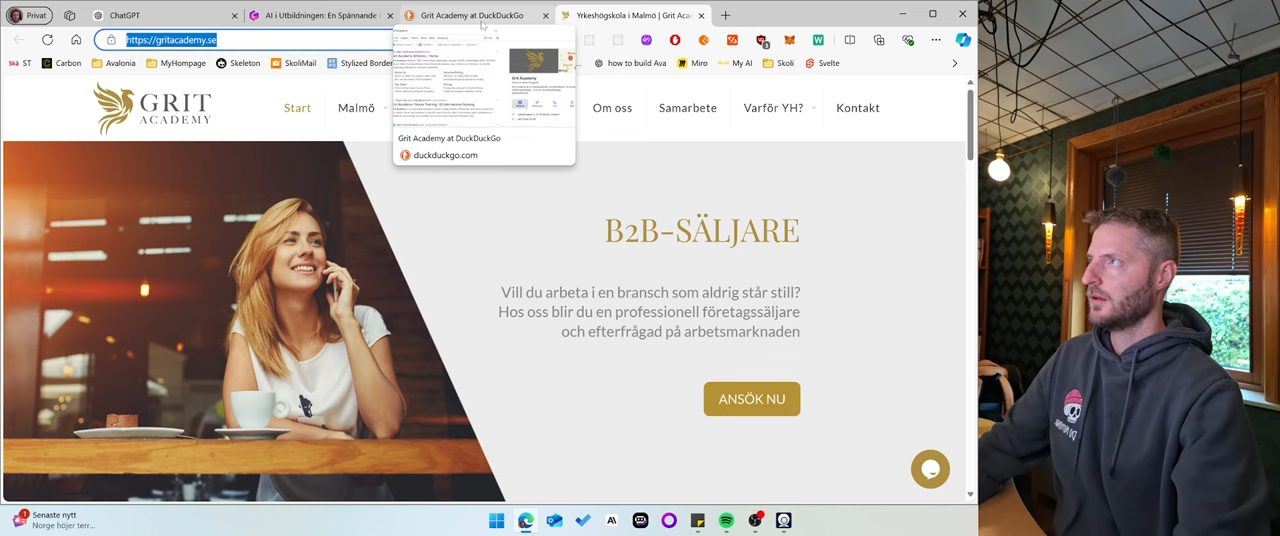 Privat
ChatGPT
AI i Utbildningen: En Spännande
Grit Academy at DuckDuckGo
Yrkeshögskola i Malmö | Grit Aca
https://gritacademy.se
Skå ST
Carbon
Avalonia
MyHompage
Skeleton
SkoliMail
Stylized Border
how to build Ava
Miro
My AI
Skoli
Svelte
GRIT
ACADEMY
Start
Malmö
Om oss
Samarbete
Varför YH?
Kontakt
Grit Academy
Grit Academy at DuckDuckGo
duckduckgo.com
B2B-SÄLJARE
Vill du arbeta i en bransch som aldrig står still?
Hos oss blir du en professionell företagssäljare
och efterfrågad på arbetsmarknaden
ANSÖK NU
1
Senaste nytt
Norge höjer terr...